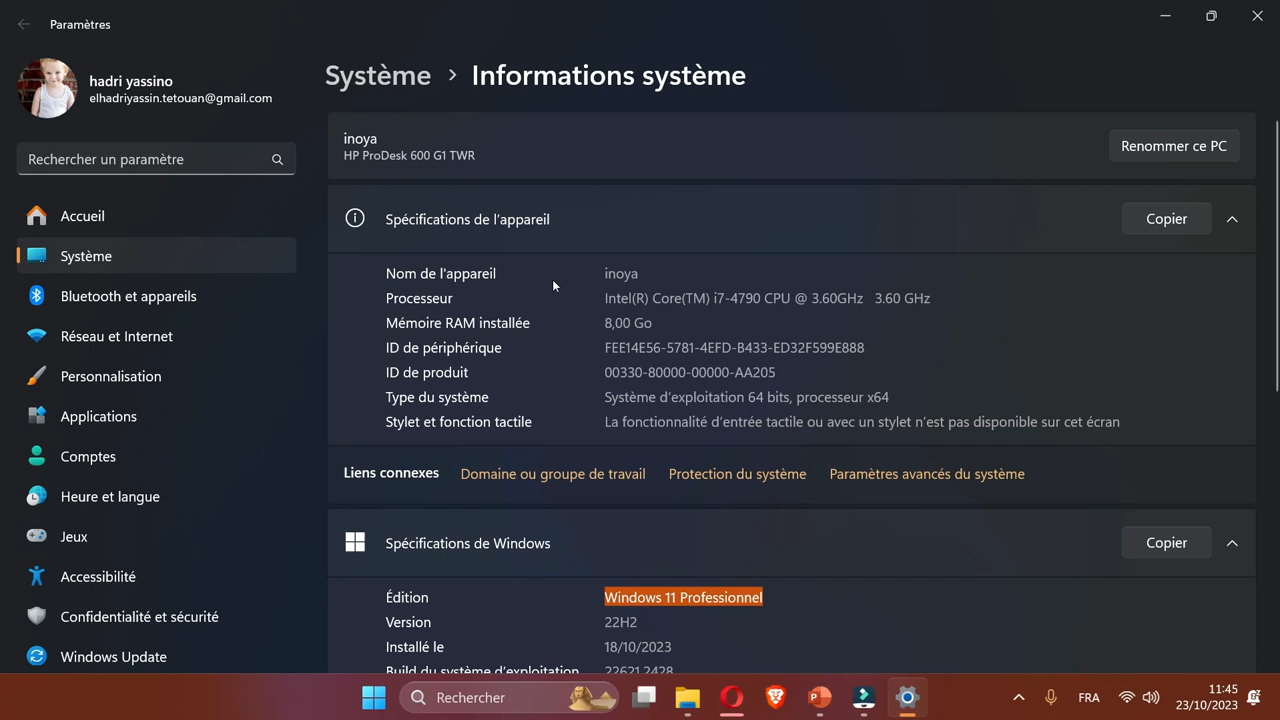 Paramètres
hadri yassino
elhadriyassin.tetouan@gmail.com
Rechercher un paramètre
Accueil
Système
Bluetooth et appareils
Réseau et Internet
Personnalisation
Applications
Comptes
Heure et langue
Jeux
Accessibilité
Confidentialité et sécurité
Windows Update
Système > Informations système
inoya
HP ProDesk 600 G1 TWR
Renommer ce PC
Spécifications de l'appareil
Copier
Nom de l'appareil inoya
Processeur Intel(R) Core(TM) i7-4790 CPU @ 3.60GHz 3.60 GHz
Mémoire RAM installée 8,00 Go
ID de périphérique FEE14E56-5781-4EFD-B433-ED32F599E888
ID de produit 00330-80000-00000-AA205
Type du système Système d'exploitation 64 bits, processeur x64
Stylet et fonction tactile La fonctionnalité d'entrée tactile ou avec un stylet n'est pas disponible sur cet écran
Liens connexes Domaine ou groupe de travail Protection du système Paramètres avancés du système
Spécifications de Windows
Copier
Édition Windows 11 Professionnel
Version 22H2
Installé le 18/10/2023
Build du système d'exploitation 22621.2428
Rechercher
FRA
11:45
23/10/2023